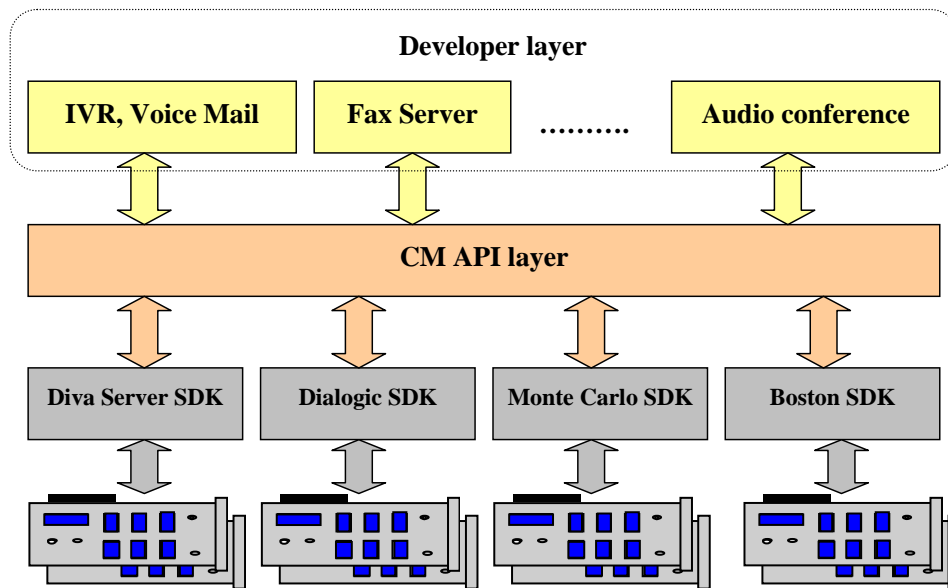 Developer layer
IVR, Voice Mail
Fax Server
..........
Audio conference
CM API layer
Diva Server SDK
Dialogic SDK
Monte Carlo SDK
Boston SDK